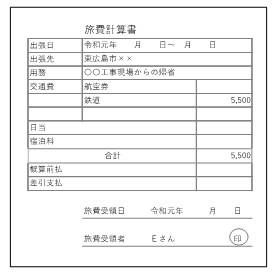 旅費計算書
出張日 令和元年 月 日～ 月 日
出張先 東広島市××
用務 〇〇工事現場からの帰省
交通費 航空券
鉄道 5,500
日当
宿泊料
合計 5,500
概算前払
差引支払
旅費受領日 令和元年 月 日
旅費受領者 Eさん 印